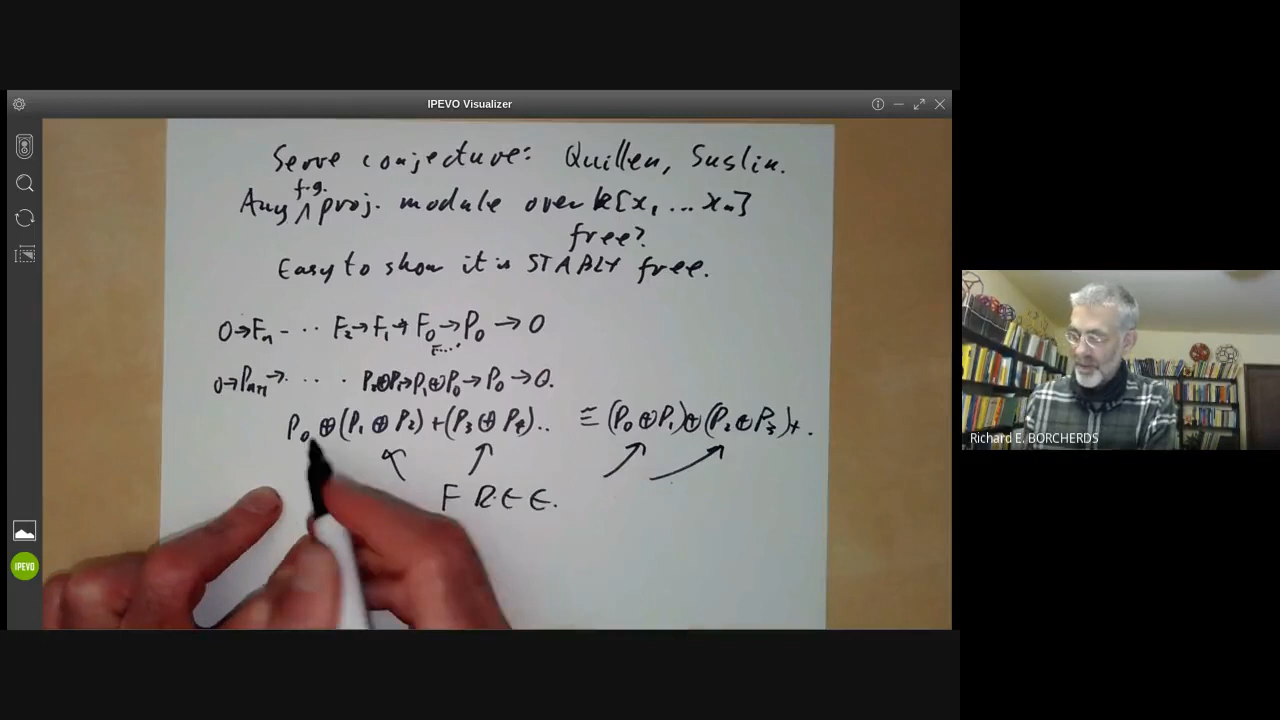 IPEVO Visualizer
Serre conjecture: Quillen, Suslin.
f.g.
Any ∧ proj. module over k[x, ... xₙ]
free?
Easy to show it is STABLY free.
0→Fₙ - ·· F₂→F₁→F₀→P₀→0
0→Pₙ₊₁→· · · · P₂⊕P₁→P₁⊕P₀→P₀→0.
P₀⊕(P₁⊕P₂)+(P₃⊕P₄).. ≅(P₀⊕P₁)⊕(P₂⊕P₃)+.
FREE.
IPEVO
Richard E. BORCHERDS